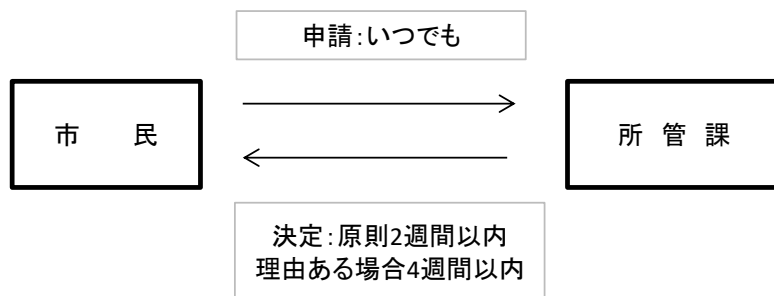 申請：いつでも
市　　民
所 管 課
決定：原則2週間以内
理由ある場合4週間以内